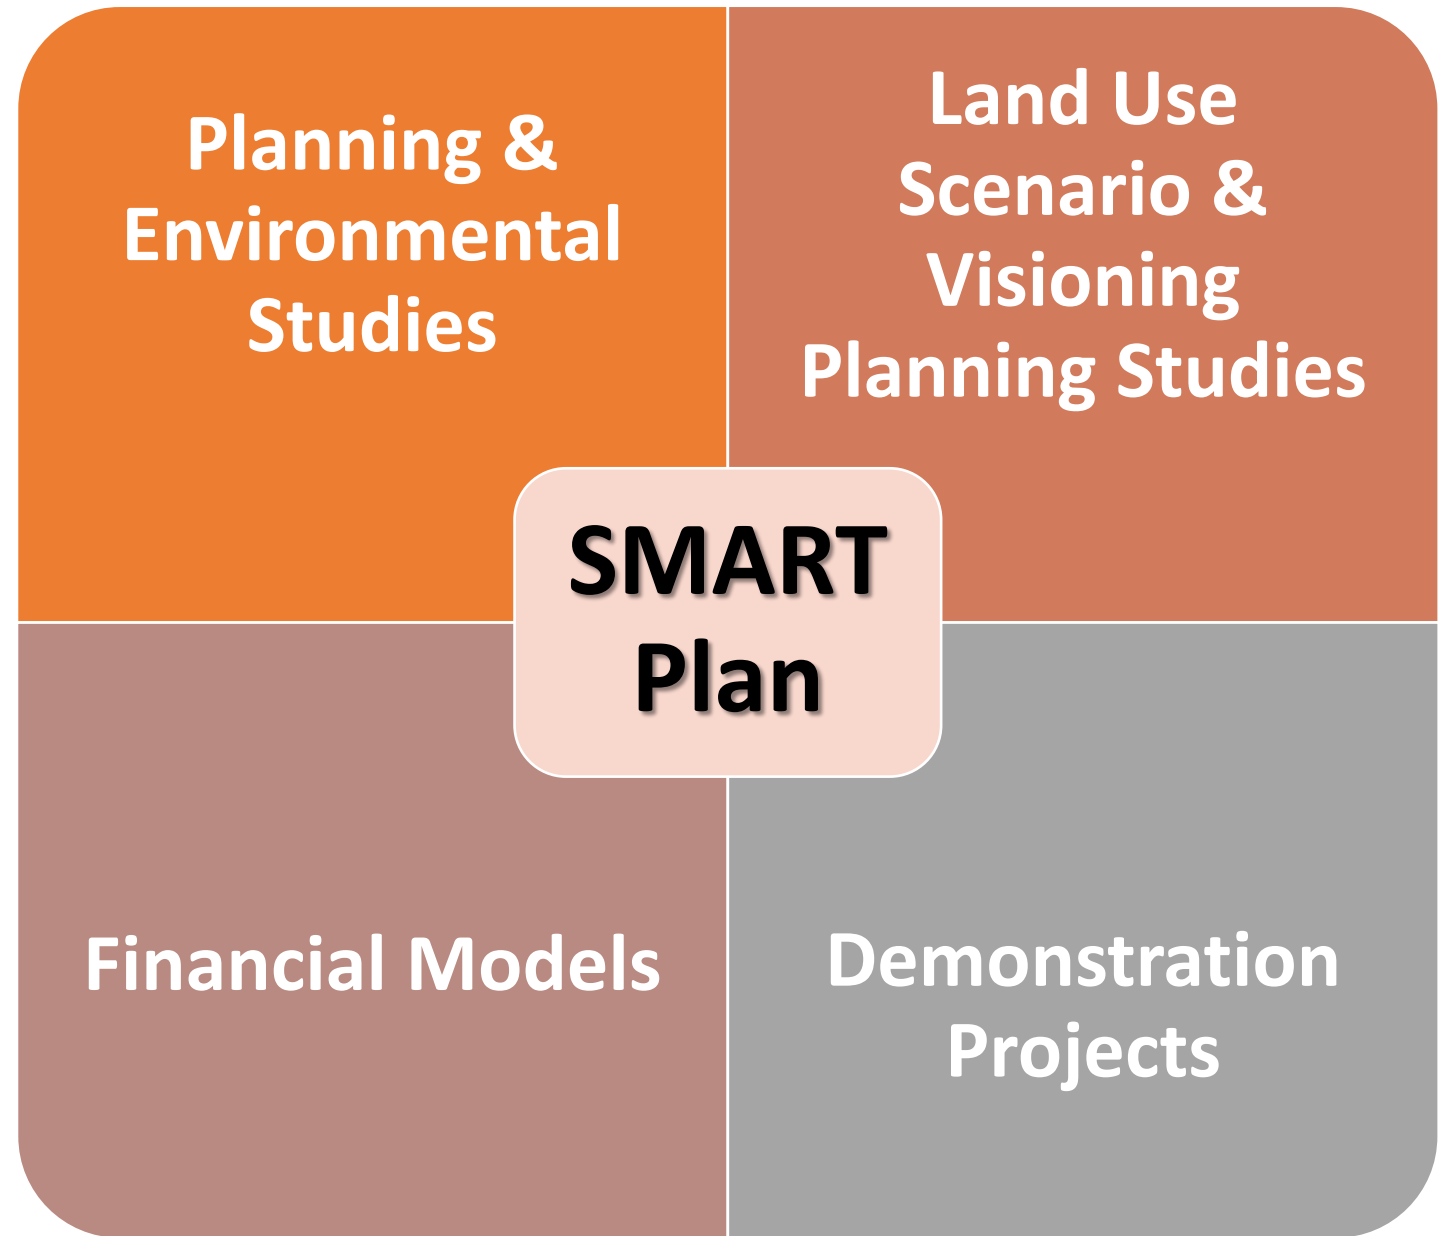 Planning &
Environmental
Studies
Land Use
Scenario &
Visioning
Planning Studies
SMART
Plan
Financial Models
Demonstration
Projects